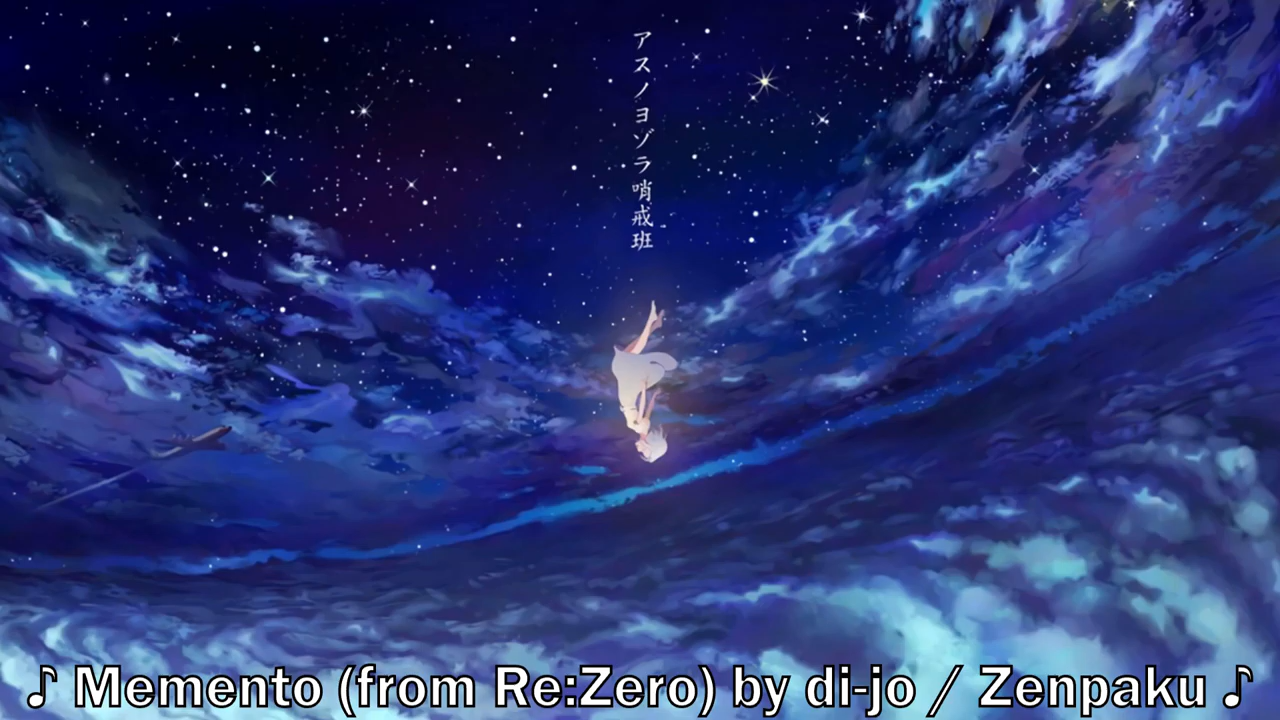 アスノヨゾラ哨戒班
♪ Memento (from Re:Zero) by di-jo / Zenpaku ♪